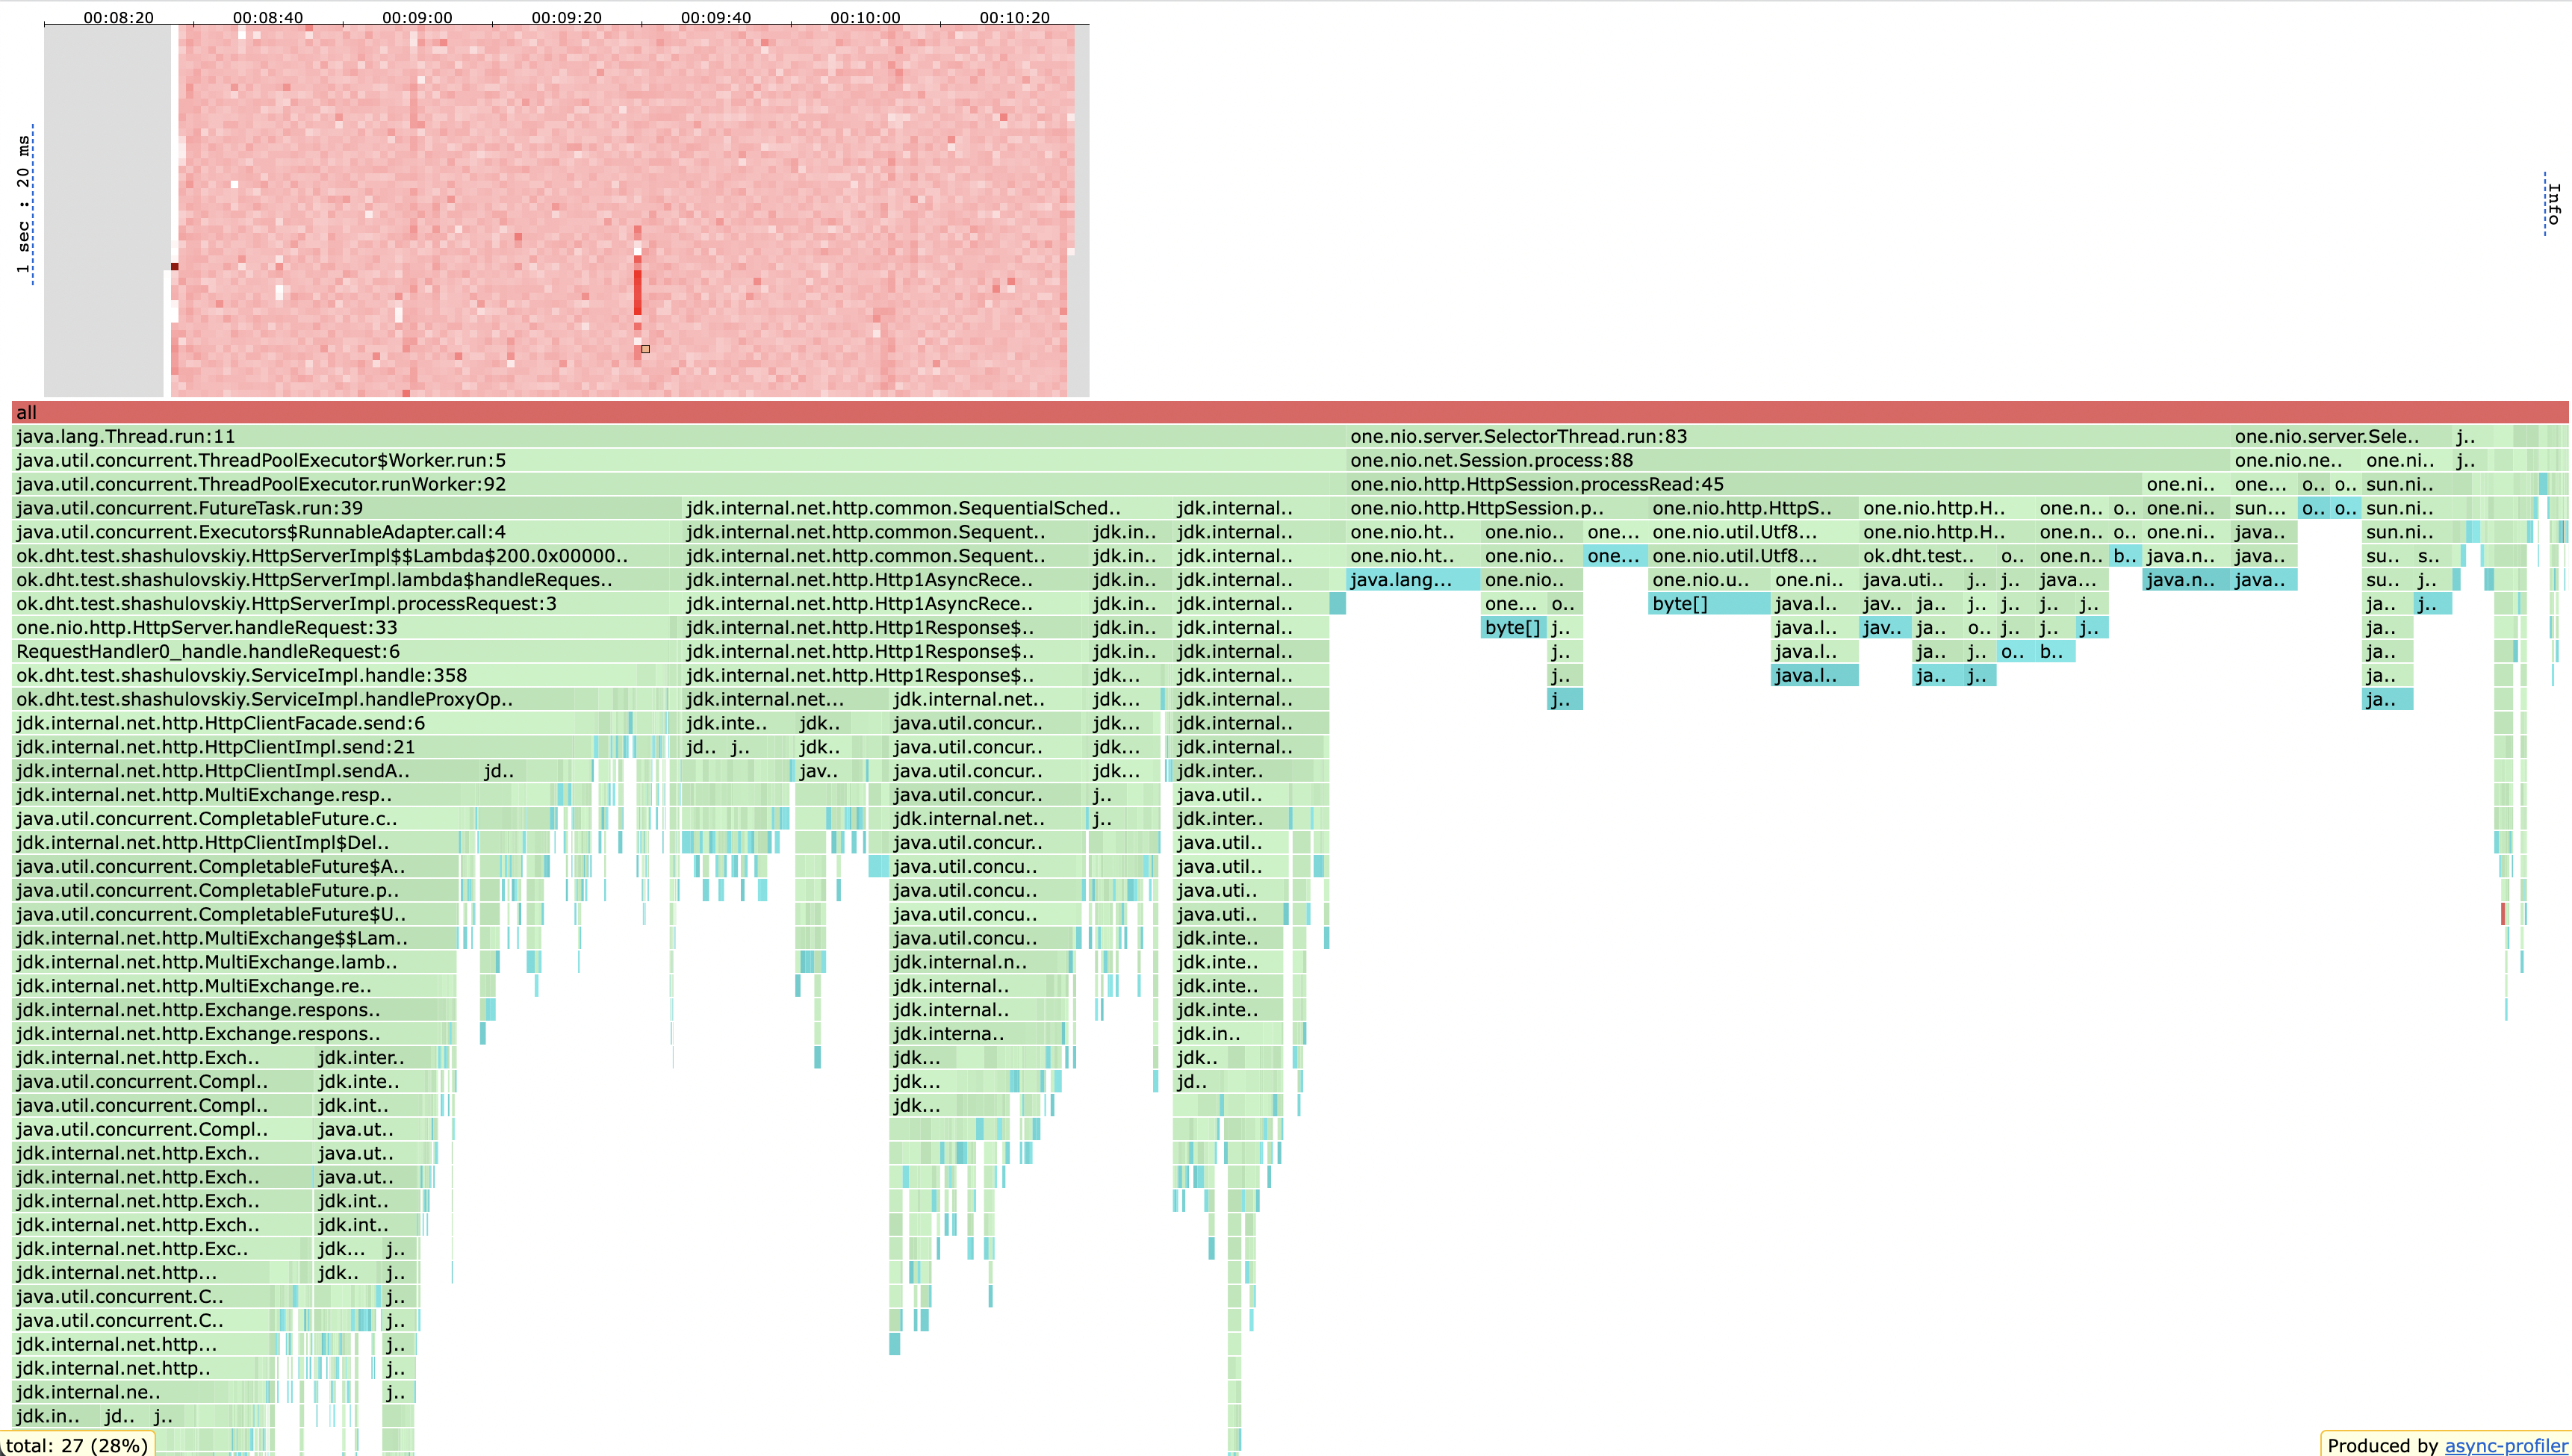 00:08:20 00:08:40 00:09:00 00:09:20 00:09:40 00:10:00 00:10:20
1 sec : 20 ms
Info
all
java.lang.Thread.run:11 one.nio.server.SelectorThread.run:83 one.nio.server.Sele.. j..
java.util.concurrent.ThreadPoolExecutor$Worker.run:5 one.nio.net.Session.process:88 one.nio.ne.. one.ni.. j..
java.util.concurrent.ThreadPoolExecutor.runWorker:92 one.nio.http.HttpSession.processRead:45 one.ni.. one... o.. o.. sun.ni..
java.util.concurrent.FutureTask.run:39 jdk.internal.net.http.common.SequentialSched.. jdk.internal.. one.nio.http.HttpSession.p.. one.nio.http.HttpS.. one.nio.http.H.. one.n.. o.. one.ni.. sun... o.. o.. sun.ni..
java.util.concurrent.Executors$RunnableAdapter.call:4 jdk.internal.net.http.common.Sequent.. jdk.in.. jdk.internal.. one.nio.ht.. one.nio.. one... one.nio.util.Utf8... one.nio.http.H.. one.n.. o.. one.ni.. java.. sun.ni..
ok.dht.test.shashulovskiy.HttpServerImpl$$Lambda$200.0x00000.. jdk.internal.net.http.common.Sequent.. jdk.in.. jdk.internal.. one.nio.ht.. one.nio.. one... one.nio.util.Utf8... ok.dht.test.. o.. one.n.. b.. java.n.. java.. su.. s..
ok.dht.test.shashulovskiy.HttpServerImpl.lambda$handleReques.. jdk.internal.net.http.Http1AsyncRece.. jdk.in.. jdk.internal.. java.lang... one.nio.. one.nio.u.. one.ni.. java.uti.. j.. j.. java... java.n.. java.. su.. j..
ok.dht.test.shashulovskiy.HttpServerImpl.processRequest:3 jdk.internal.net.http.Http1AsyncRece.. jdk.in.. jdk.internal.. one... o.. byte[] java.l.. jav.. ja.. j.. j.. j.. j.. ja.. j..
one.nio.http.HttpServer.handleRequest:33 jdk.internal.net.http.Http1Response$.. jdk.in.. jdk.internal.. byte[] j.. java.l.. jav.. ja.. o.. j.. j.. j.. ja..
RequestHandler0_handle.handleRequest:6 jdk.internal.net.http.Http1Response$.. jdk.in.. jdk.internal.. j.. java.l.. ja.. j.. o.. b.. ja..
ok.dht.test.shashulovskiy.ServiceImpl.handle:358 jdk.internal.net.http.Http1Response$.. jdk... jdk.internal.. j.. java.l.. ja.. j.. ja..
ok.dht.test.shashulovskiy.ServiceImpl.handleProxyOp.. jdk.internal.net... jdk.internal.net.. jdk... jdk.internal.. j.. ja..
jdk.internal.net.http.HttpClientFacade.send:6 jdk.inte.. jdk.. java.util.concur.. jdk... jdk.internal..
jdk.internal.net.http.HttpClientImpl.send:21 jd.. j.. jdk.. java.util.concur.. jdk... jdk.internal..
jdk.internal.net.http.HttpClientImpl.sendA.. jd.. jav.. java.util.concur.. jdk... jdk.inter..
jdk.internal.net.http.MultiExchange.resp.. java.util.concur.. j.. java.util..
java.util.concurrent.CompletableFuture.c.. jdk.internal.net.. j.. jdk.inter..
jdk.internal.net.http.HttpClientImpl$Del.. java.util.concur.. java.util..
java.util.concurrent.CompletableFuture$A.. java.util.concu.. java.util..
java.util.concurrent.CompletableFuture.p.. java.util.concu.. java.uti..
java.util.concurrent.CompletableFuture$U.. java.util.concu.. java.uti..
jdk.internal.net.http.MultiExchange$$Lam.. java.util.concu.. jdk.inte..
jdk.internal.net.http.MultiExchange.lamb.. jdk.internal.n.. jdk.inte..
jdk.internal.net.http.MultiExchange.re.. jdk.internal.. jdk.inte..
jdk.internal.net.http.Exchange.respons.. jdk.internal.. jdk.inte..
jdk.internal.net.http.Exchange.respons.. jdk.interna.. jdk.in..
jdk.internal.net.http.Exch.. jdk.inter.. jdk... jdk..
java.util.concurrent.Compl.. jdk.inte.. jdk... jd..
java.util.concurrent.Compl.. jdk.int.. jdk...
java.util.concurrent.Compl.. java.ut..
jdk.internal.net.http.Exch.. java.ut..
jdk.internal.net.http.Exch.. java.ut..
jdk.internal.net.http.Exch.. jdk.int..
jdk.internal.net.http.Exch.. jdk.int..
jdk.internal.net.http.Exc.. jdk... j..
jdk.internal.net.http... jdk.. j..
java.util.concurrent.C.. j..
java.util.concurrent.C.. j..
jdk.internal.net.http... j..
jdk.internal.net.http.. j..
jdk.internal.ne.. j..
jdk.in.. jd.. j..
total: 27 (28%) Produced by async-profiler